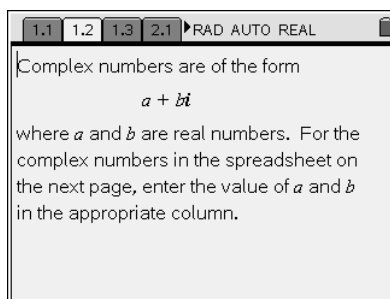 1.1 1.2 1.3 2.1 RAD AUTO REAL
Complex numbers are of the form
a + bi
where a and b are real numbers. For the
complex numbers in the spreadsheet on
the next page, enter the value of a and b
in the appropriate column.